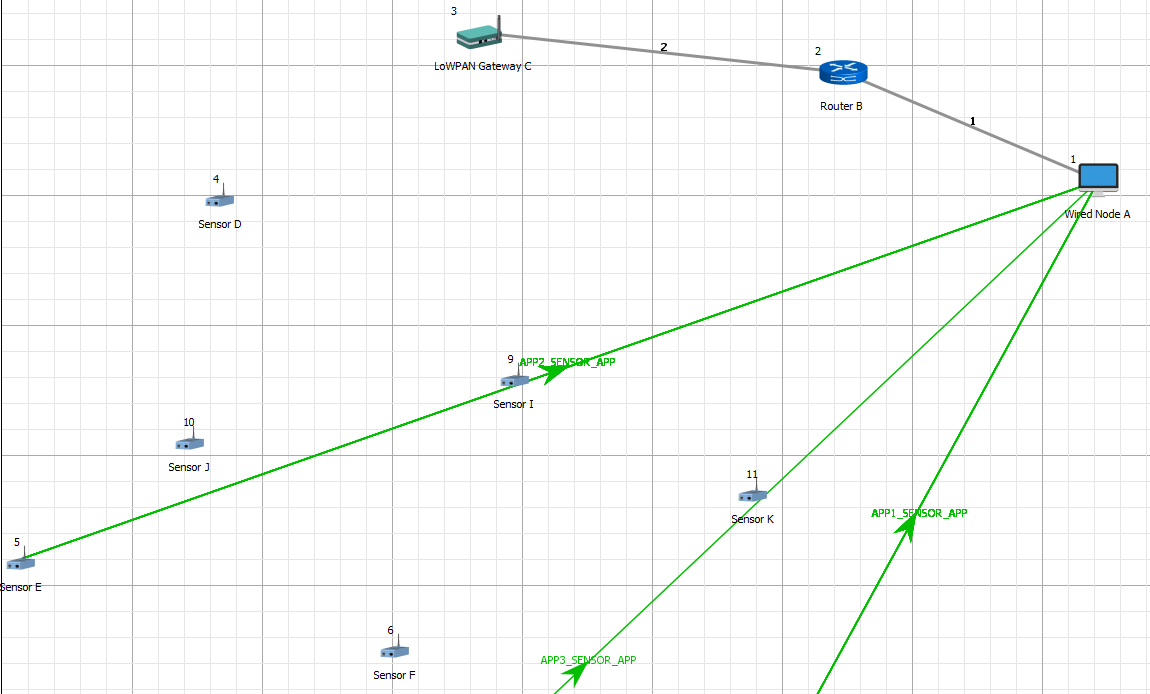 3
LoWPAN Gateway C
2
2
Router B
1
1
Wired Node A
4
Sensor D
9
APP2_SENSOR_APP
Sensor I
10
Sensor J
11
Sensor K
APP1_SENSOR_APP
5
Sensor E
6
Sensor F
APP3_SENSOR_APP